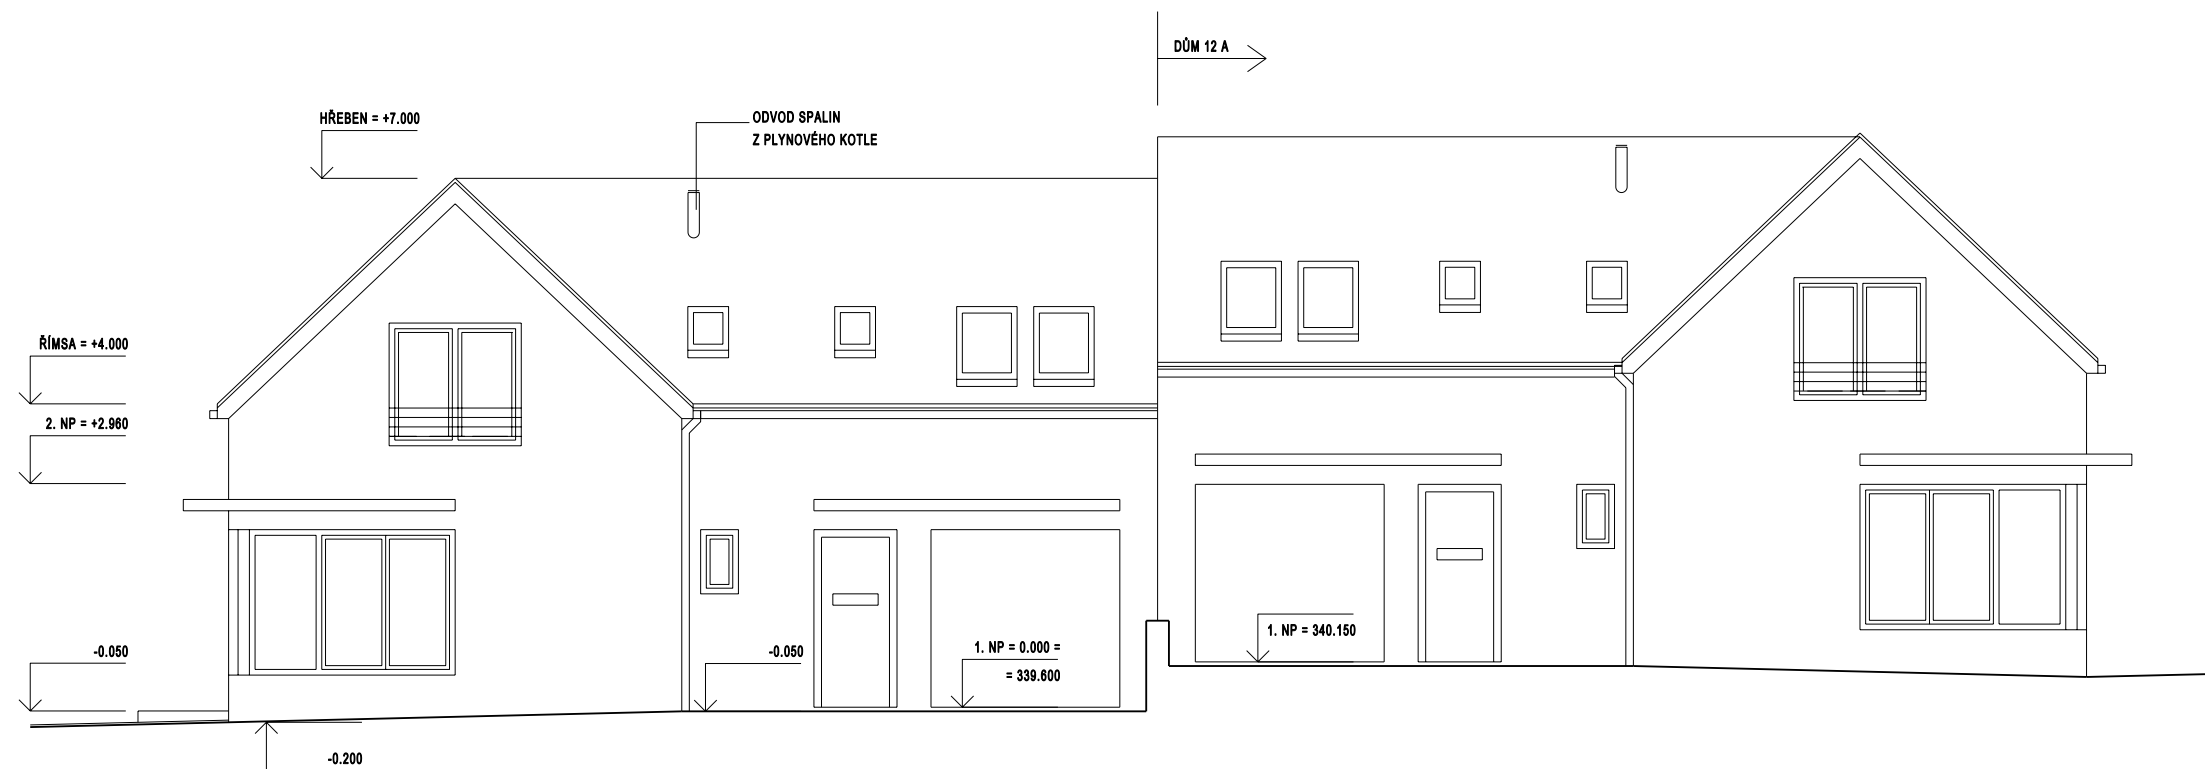 DŮM 12 A
HŘEBEN = +7.000
ODVOD SPALIN
Z PLYNOVÉHO KOTLE
ŘÍMSA = +4.000
2. NP = +2.960
-0.050
-0.050
1. NP = 0.000 =
= 339.600
1. NP = 340.150
-0.200